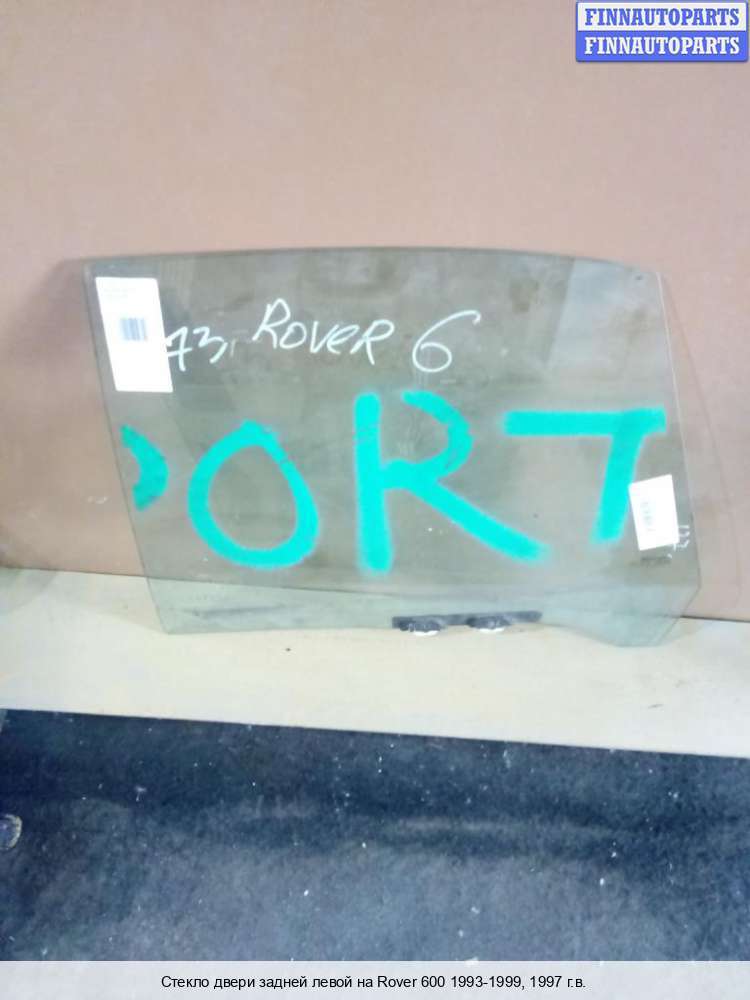 FINNAUTOPARTS
FINNAUTOPARTS
73, ROVER 6
ORT
Стекло двери задней левой на Rover 600 1993-1999, 1997 г.в.